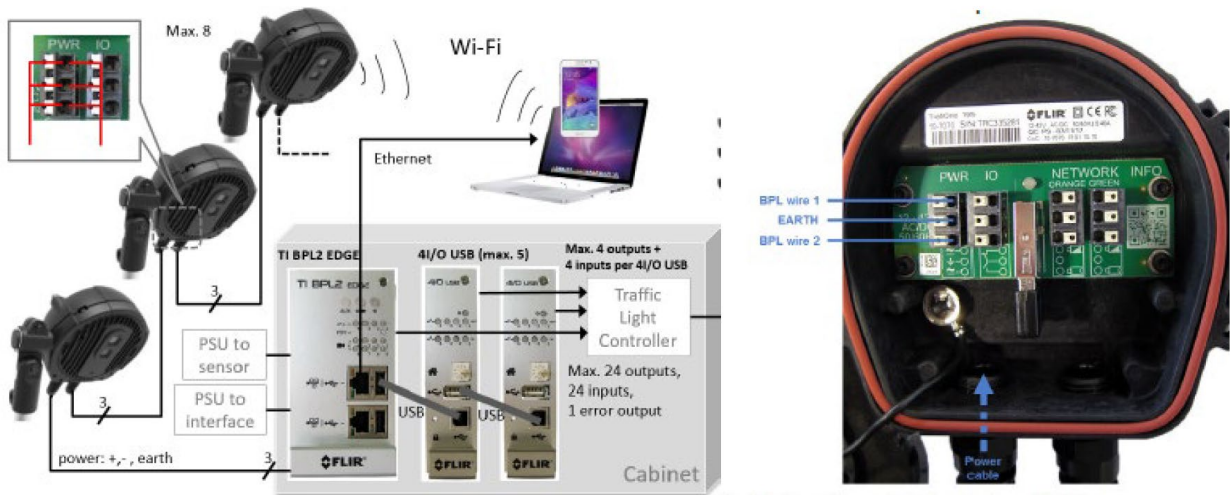 Max. 8
PWR IO
Wi-Fi
Ethernet
TI BPL2 EDGE
4I/O USB (max. 5)
Max. 4 outputs +
4 inputs per 4I/O USB
TI BPL2 EDGE
4I/O USB
4I/O USB
Traffic
Light
Controller
PSU to
sensor
PSU to
interface
Max. 24 outputs,
24 inputs,
1 error output
USB
USB
3
3
power: +,- , earth
3
FLIR
FLIR
FLIR
Cabinet
FLIR
PWR IO
NETWORK INFO
ORANGE GREEN
BPL wire 1
EARTH
BPL wire 2
AC/DC
Power
cable